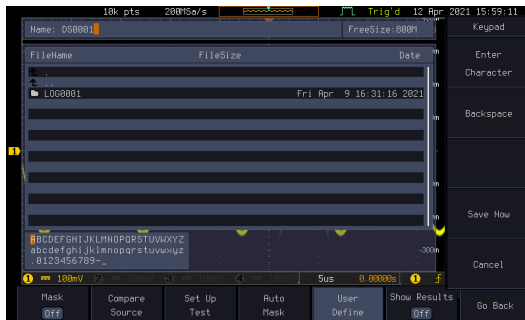 10k pts 200MSa/s Trig'd 12 Apr 2021 15:59:11
Name: DS0001 FreeSize:800M Keypad
FileName FileSize Date
Enter Character
.
..
LOG0001 Fri Apr 9 16:31:16 2021
Backspace
1
Save Now
ABCDEFGHIJKLMNOPQRSTUVWXYZ
abcdefghijklmnopqrstuvwxyz
.0123456789-_
-300m
Cancel
1 100mV 2 3 4 5us 0.00000s 1
Mask Compare Set Up Auto User Show Results
Off Source Test Mask Define Off Go Back